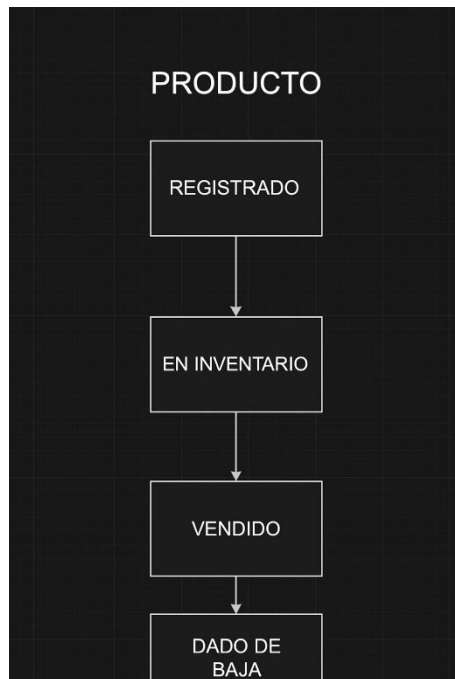 PRODUCTO
REGISTRADO
EN INVENTARIO
VENDIDO
DADO DE
BAJA